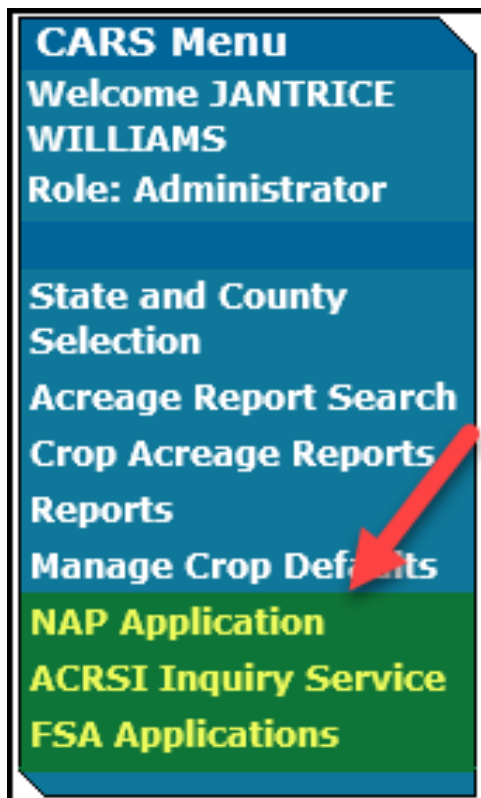 CARS Menu
Welcome JANTRICE
WILLIAMS
Role: Administrator
State and County
Selection
Acreage Report Search
Crop Acreage Reports
Reports
Manage Crop Defaults
NAP Application
ACRSI Inquiry Service
FSA Applications